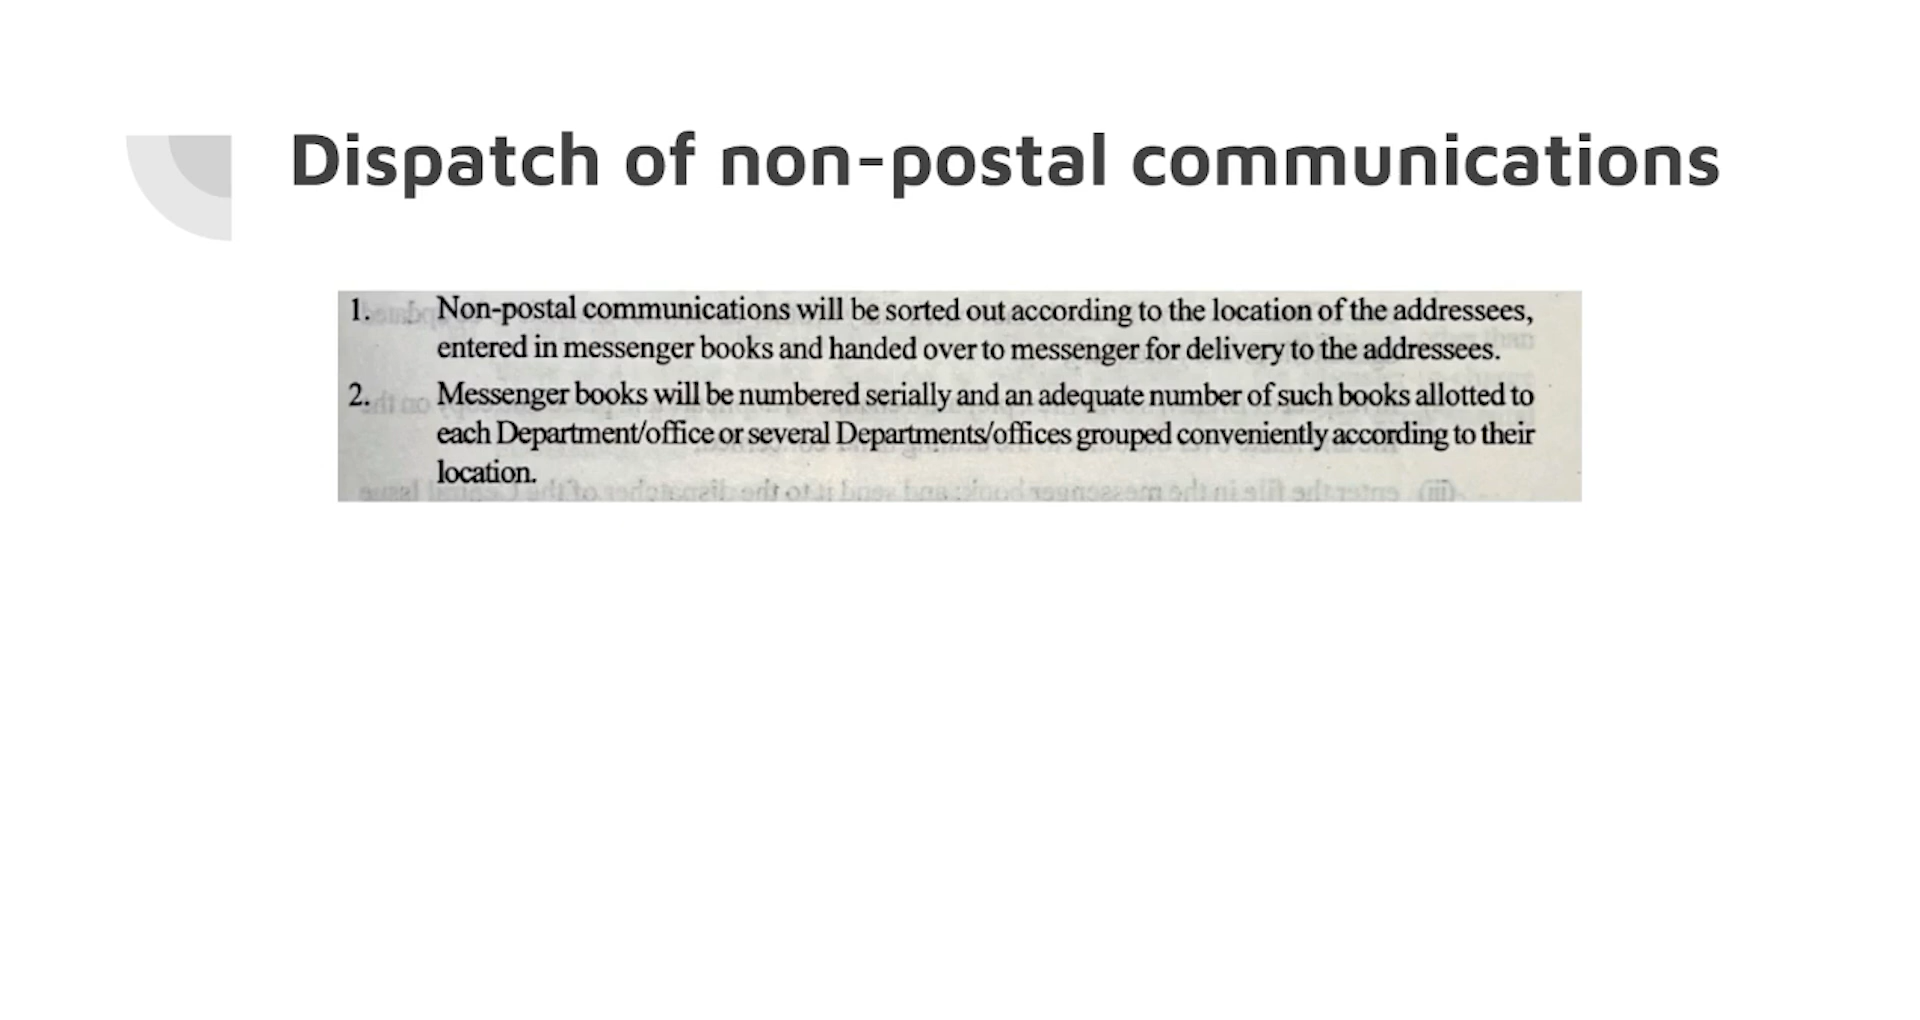 Dispatch of non-postal communications
1. Non-postal communications will be sorted out according to the location of the addressees,
entered in messenger books and handed over to messenger for delivery to the addressees.
2. Messenger books will be numbered serially and an adequate number of such books allotted to
each Department/office or several Departments/offices grouped conveniently according to their
location.